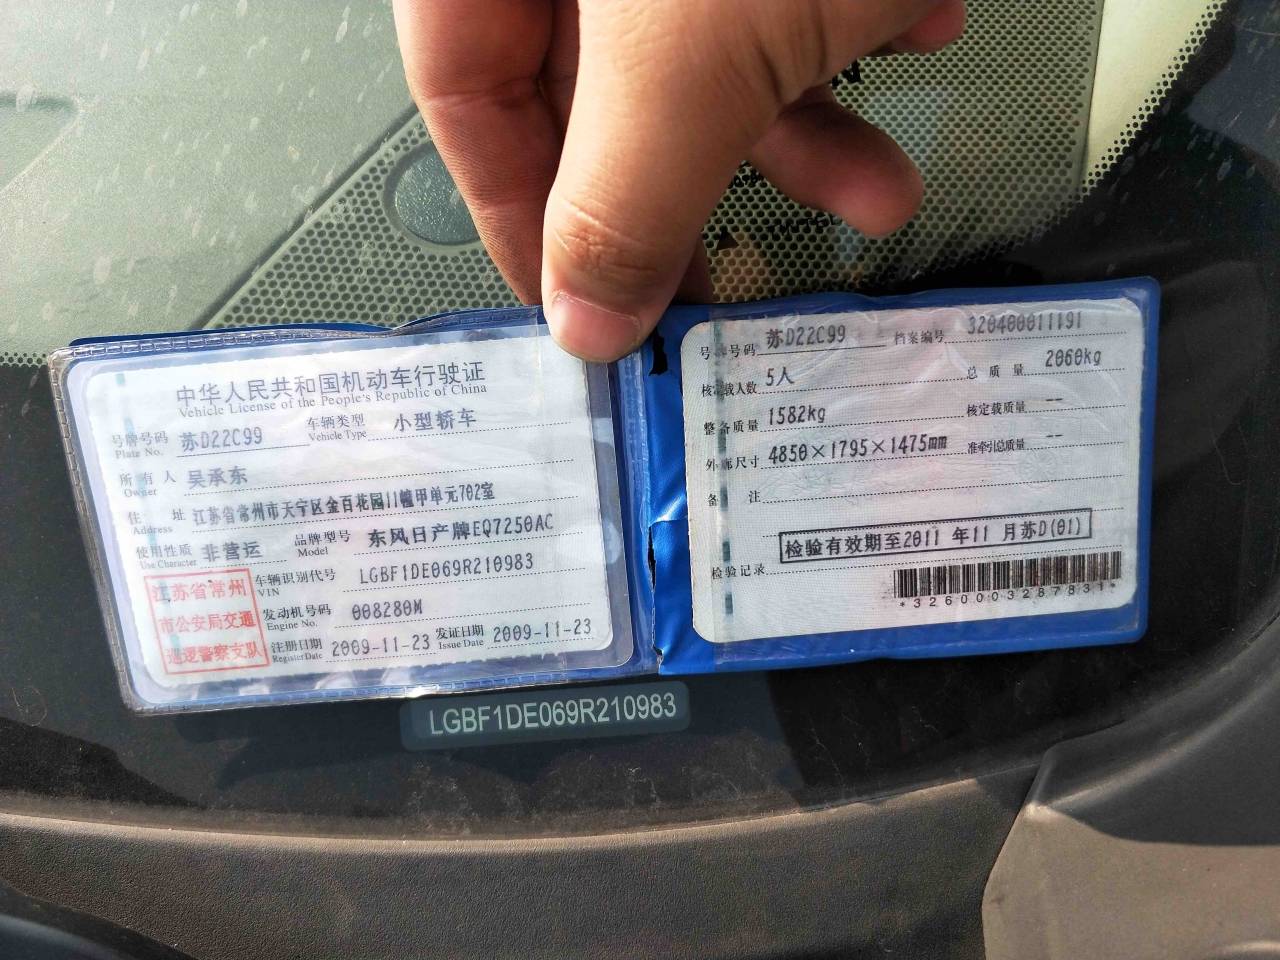 中华人民共和国机动车行驶证
Vehicle License of the People's Republic of China
号牌号码 苏D22C99 车辆类型 小型轿车
Plate No. Vehicle Type
所有人 吴承东
Owner
住址 江苏省常州市天宁区金百花园11幢甲单元702室
Address
使用性质 非营运 品牌型号 东风日产牌EQ7250AC
Use Character Model
车辆识别代号 LGBF1DE069R210983
VIN
发动机号码 008280M
Engine No.
注册日期 2009-11-23 发证日期 2009-11-23
Register Date Issue Date
江苏省常州
市公安局交通
巡逻警察支队
号牌号码 苏D22C99 档案编号 320400011191
核定载人数 5人 总质量 2060kg
整备质量 1582kg 核定载质量 --
外廓尺寸 4850×1795×1475mm 准牵引总质量 --
备注
检验有效期至2011 年11 月苏D(01)
检验记录
*3260003287831*
LGBF1DE069R210983